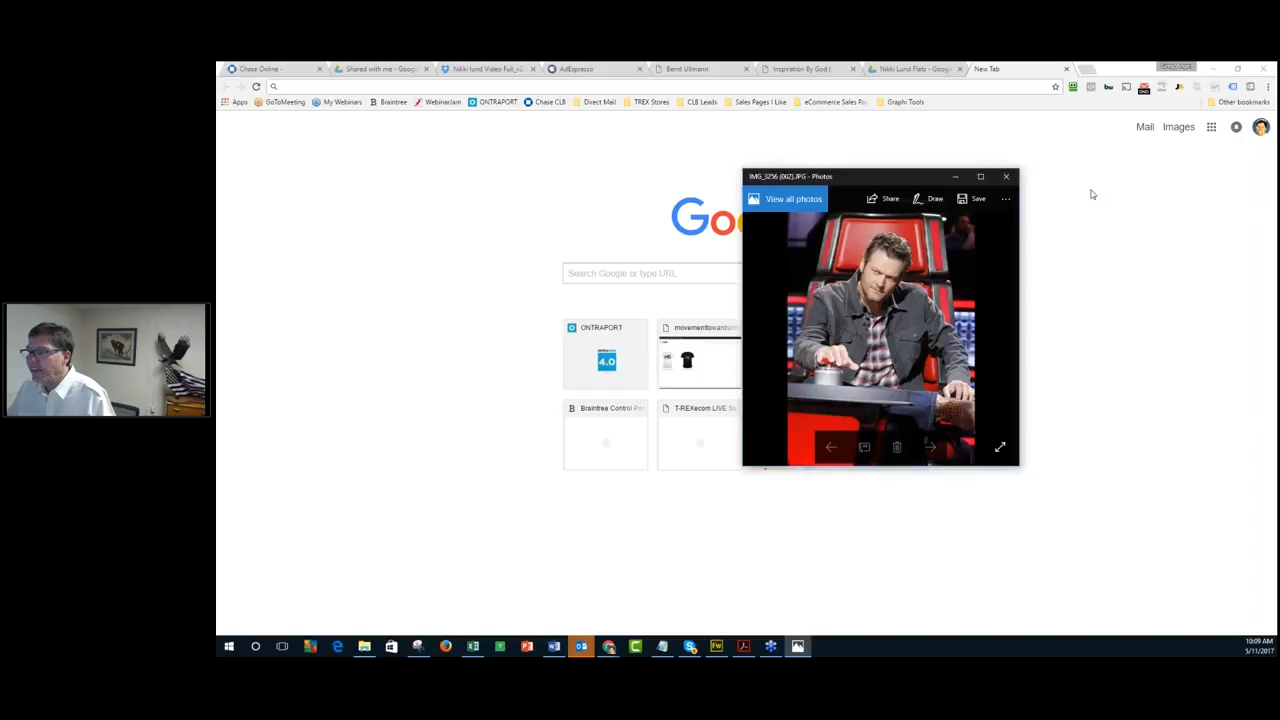 Chase Online -
Shared with me - Goog
Nikki lund Video Full_v
AdEspresso
Bernt Ullmann
Inspiration By God |
Nikki Lund Flats - Goog
New Tab
Apps
GoToMeeting
My Webinars
Braintree
WebinarJam
ONTRAPORT
Chase CLB
Direct Mail
TREX Stores
CLB Leads
Sales Pages I Like
eCommerce Sales Pa
Graphi Tools
Other bookmarks
Mail
Images
IMG_3256 (002).JPG - Photos
View all photos
Share
Draw
Save
Goo
Search Google or type URL
ONTRAPORT
4.0
Braintree Control Pa
T-REXecom LIVE
10:09 AM
5/11/2017